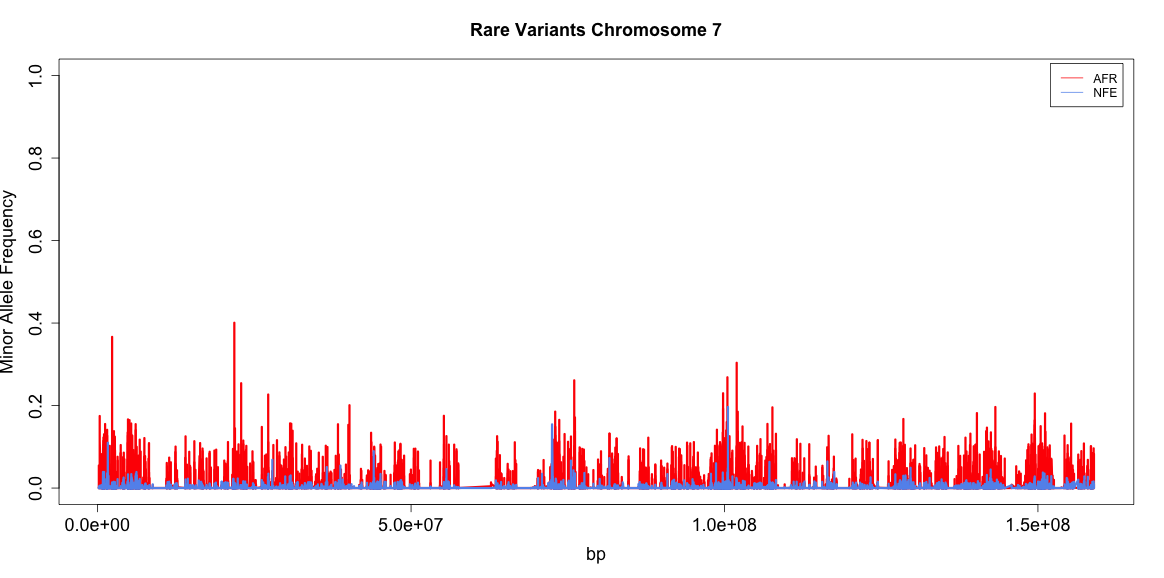 Rare Variants Chromosome 7
AFR
NFE
Minor Allele Frequency
1.0
0.8
0.6
0.4
0.2
0.0
0.0e+00
5.0e+07
1.0e+08
1.5e+08
bp